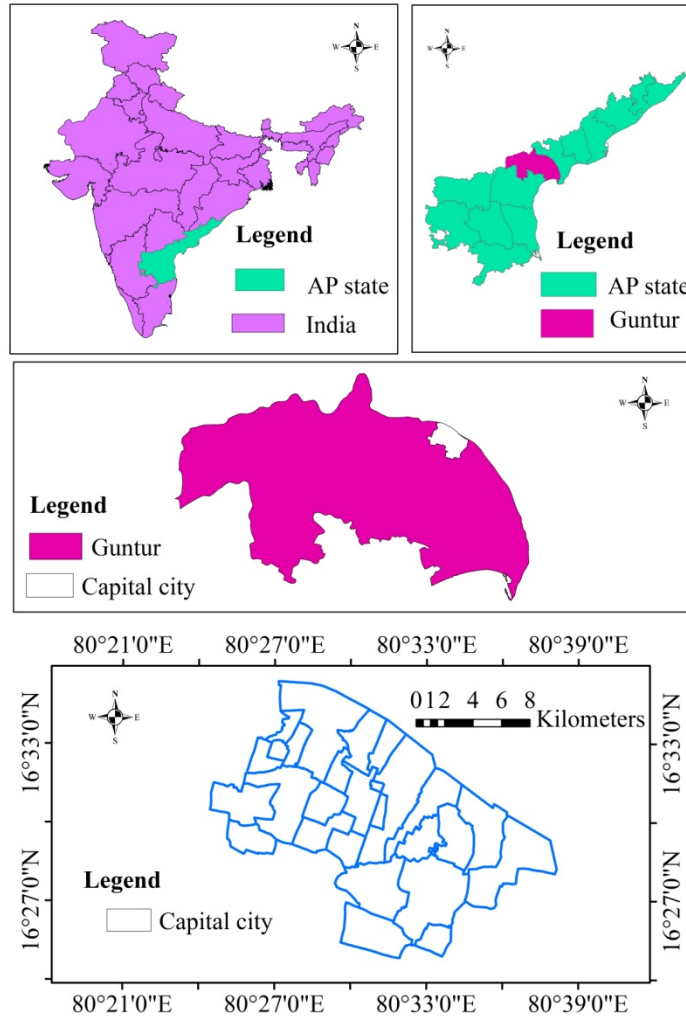 N
W E
S
Legend
AP state
India
N
W E
S
Legend
AP state
Guntur
N
W E
S
Legend
Guntur
Capital city
80°21'0"E 80°27'0"E 80°33'0"E 80°39'0"E
N
W E
S
0 1 2 4 6 8
Kilometers
16°33'0"N 16°33'0"N
16°27'0"N 16°27'0"N
Legend
Capital city
80°21'0"E 80°27'0"E 80°33'0"E 80°39'0"E